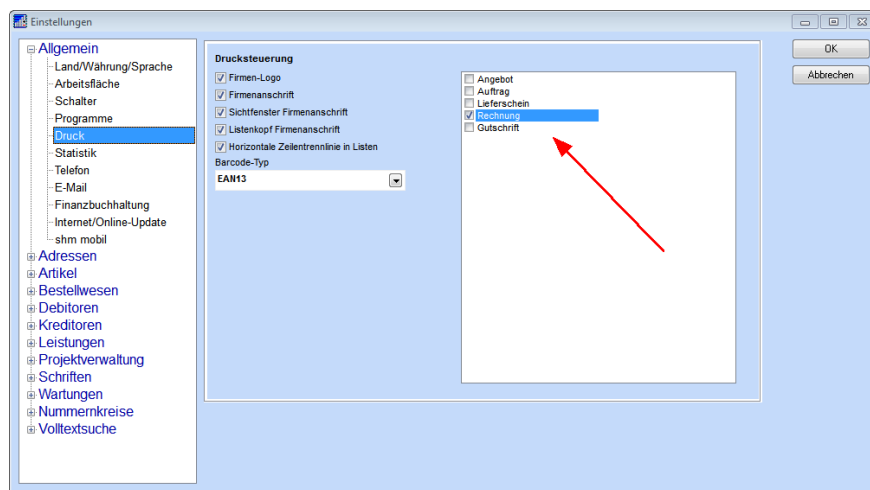 Einstellungen
Allgemein
Land/Währung/Sprache
Arbeitsfläche
Schalter
Programme
Druck
Statistik
Telefon
E-Mail
Finanzbuchhaltung
Internet/Online-Update
shm mobil
Adressen
Artikel
Bestellwesen
Debitoren
Kreditoren
Leistungen
Projektverwaltung
Schriften
Wartungen
Nummernkreise
Volltextsuche
Drucksteuerung
Firmen-Logo
Firmenanschrift
Sichtfenster Firmenanschrift
Listenkopf Firmenanschrift
Horizontale Zeilentrennlinie in Listen
Barcode-Typ
EAN13
Angebot
Auftrag
Lieferschein
Rechnung
Gutschrift
OK
Abbrechen